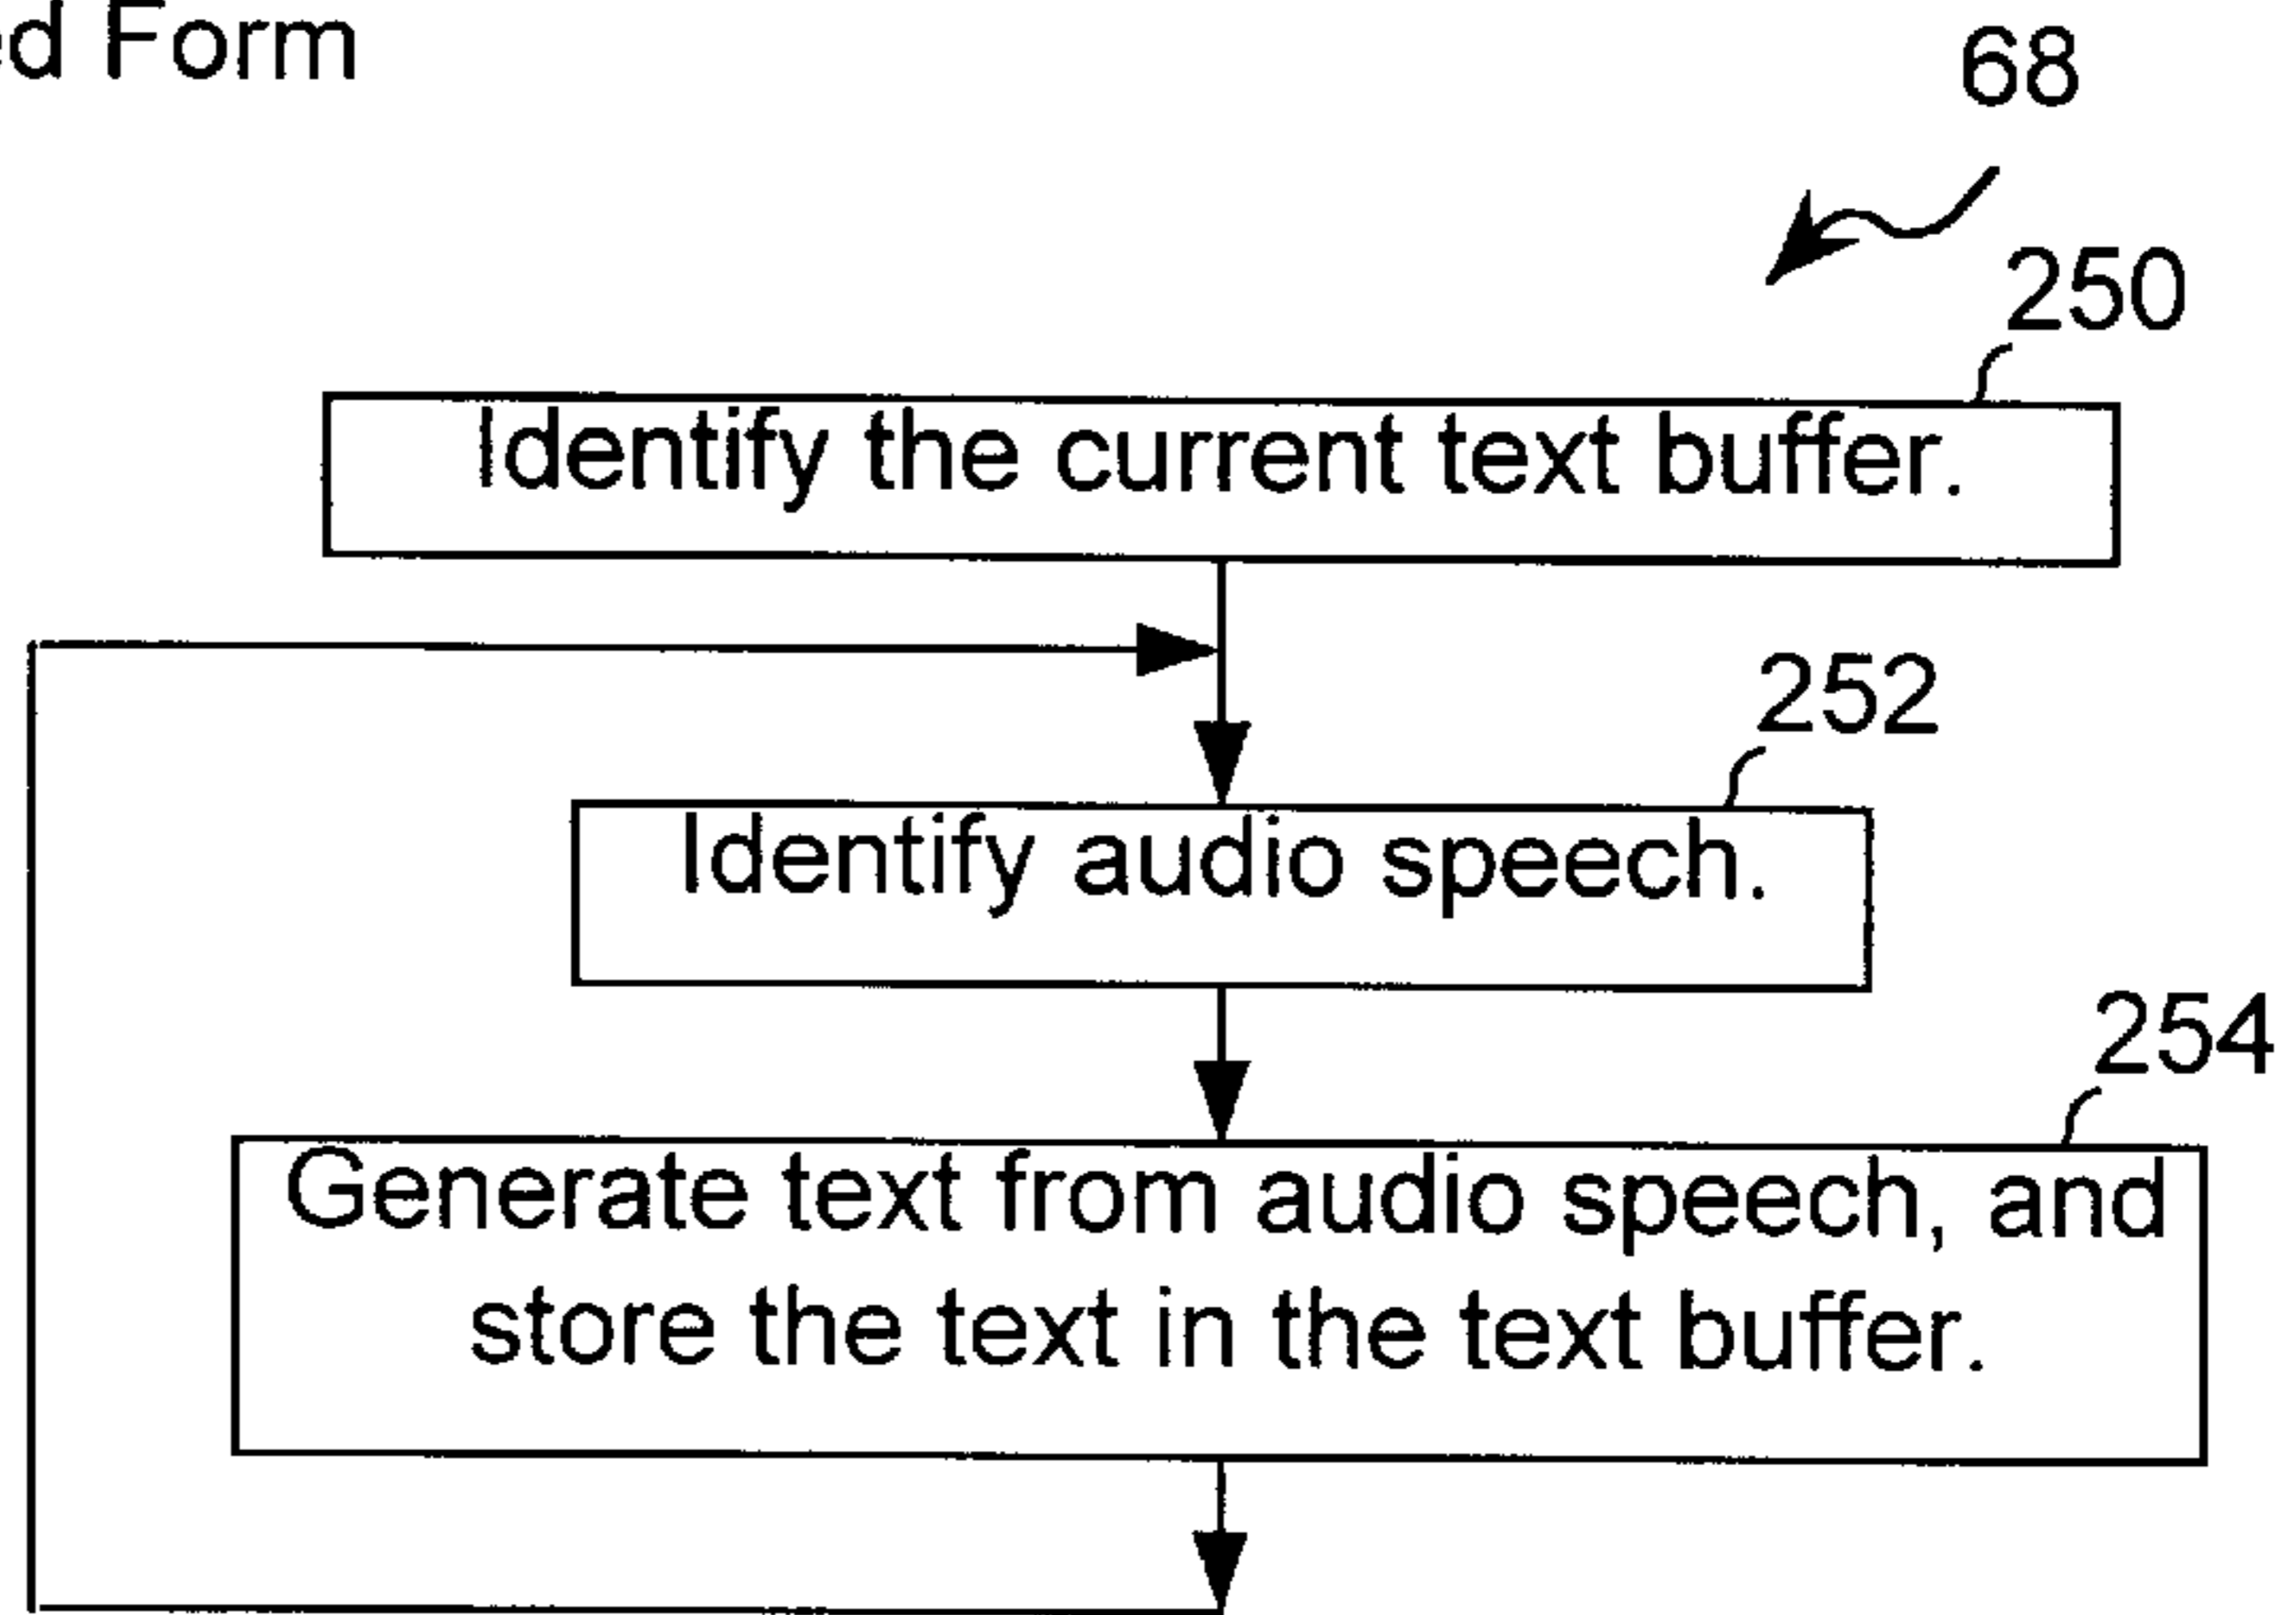 ed Form
68
250
Identify the current text buffer.
252
Identify audio speech.
254
Generate text from audio speech, and
store the text in the text buffer.